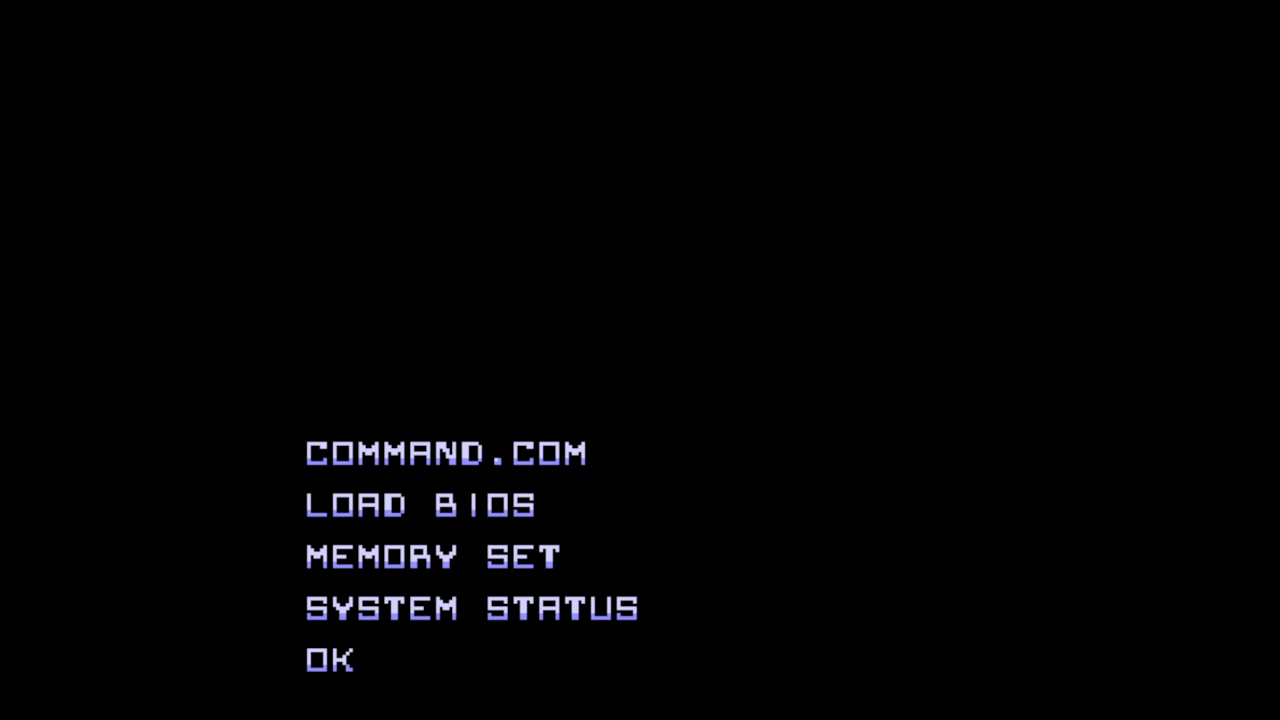 COMMAND.COM
LOAD BIOS
MEMORY SET
SYSTEM STATUS
OK